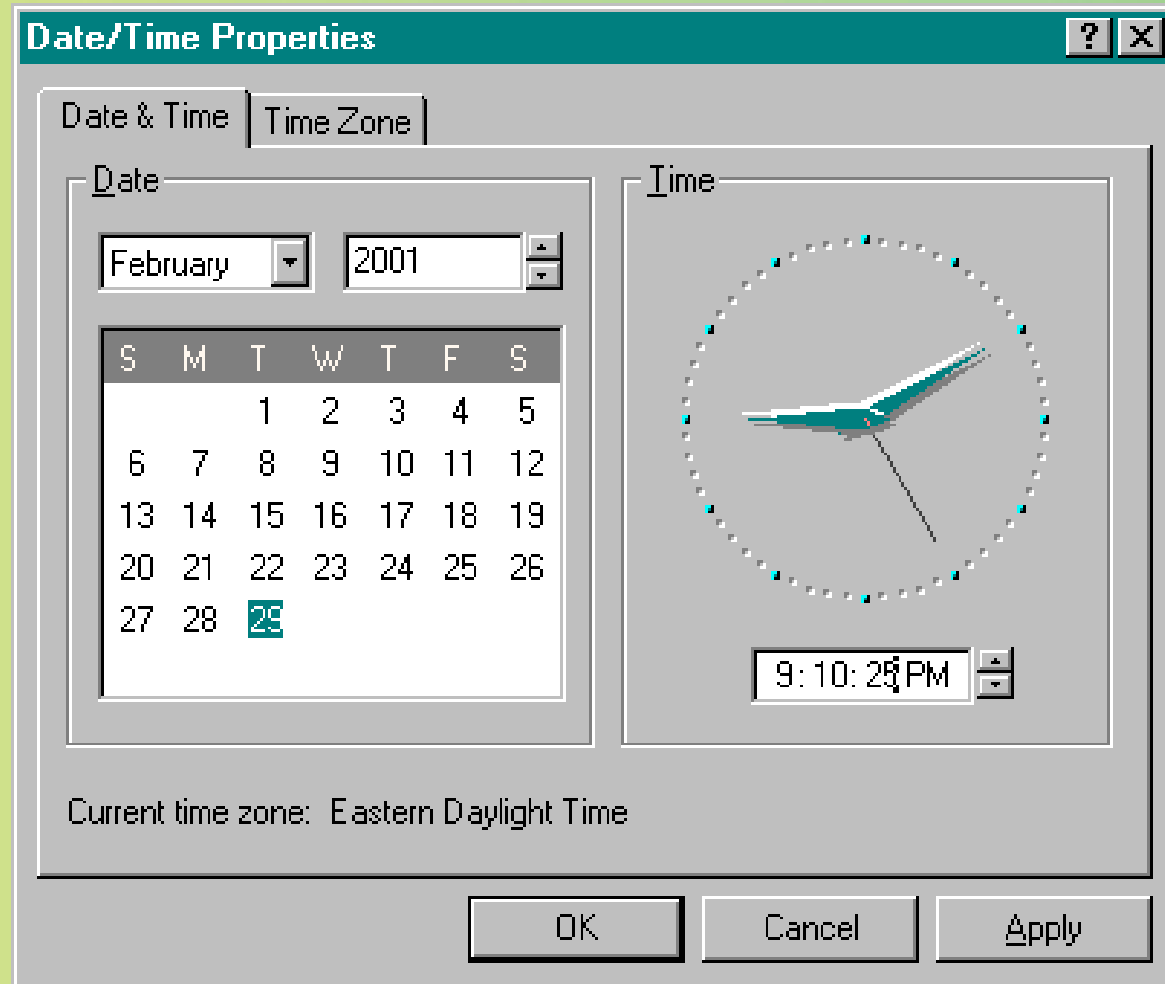 Date/Time Properties
Date & Time Time Zone
Date
February 2001
S M T W T F S
1 2 3 4 5
6 7 8 9 10 11 12
13 14 15 16 17 18 19
20 21 22 23 24 25 26
27 28 29
Time
9: 10: 25 PM
Current time zone: Eastern Daylight Time
OK Cancel Apply